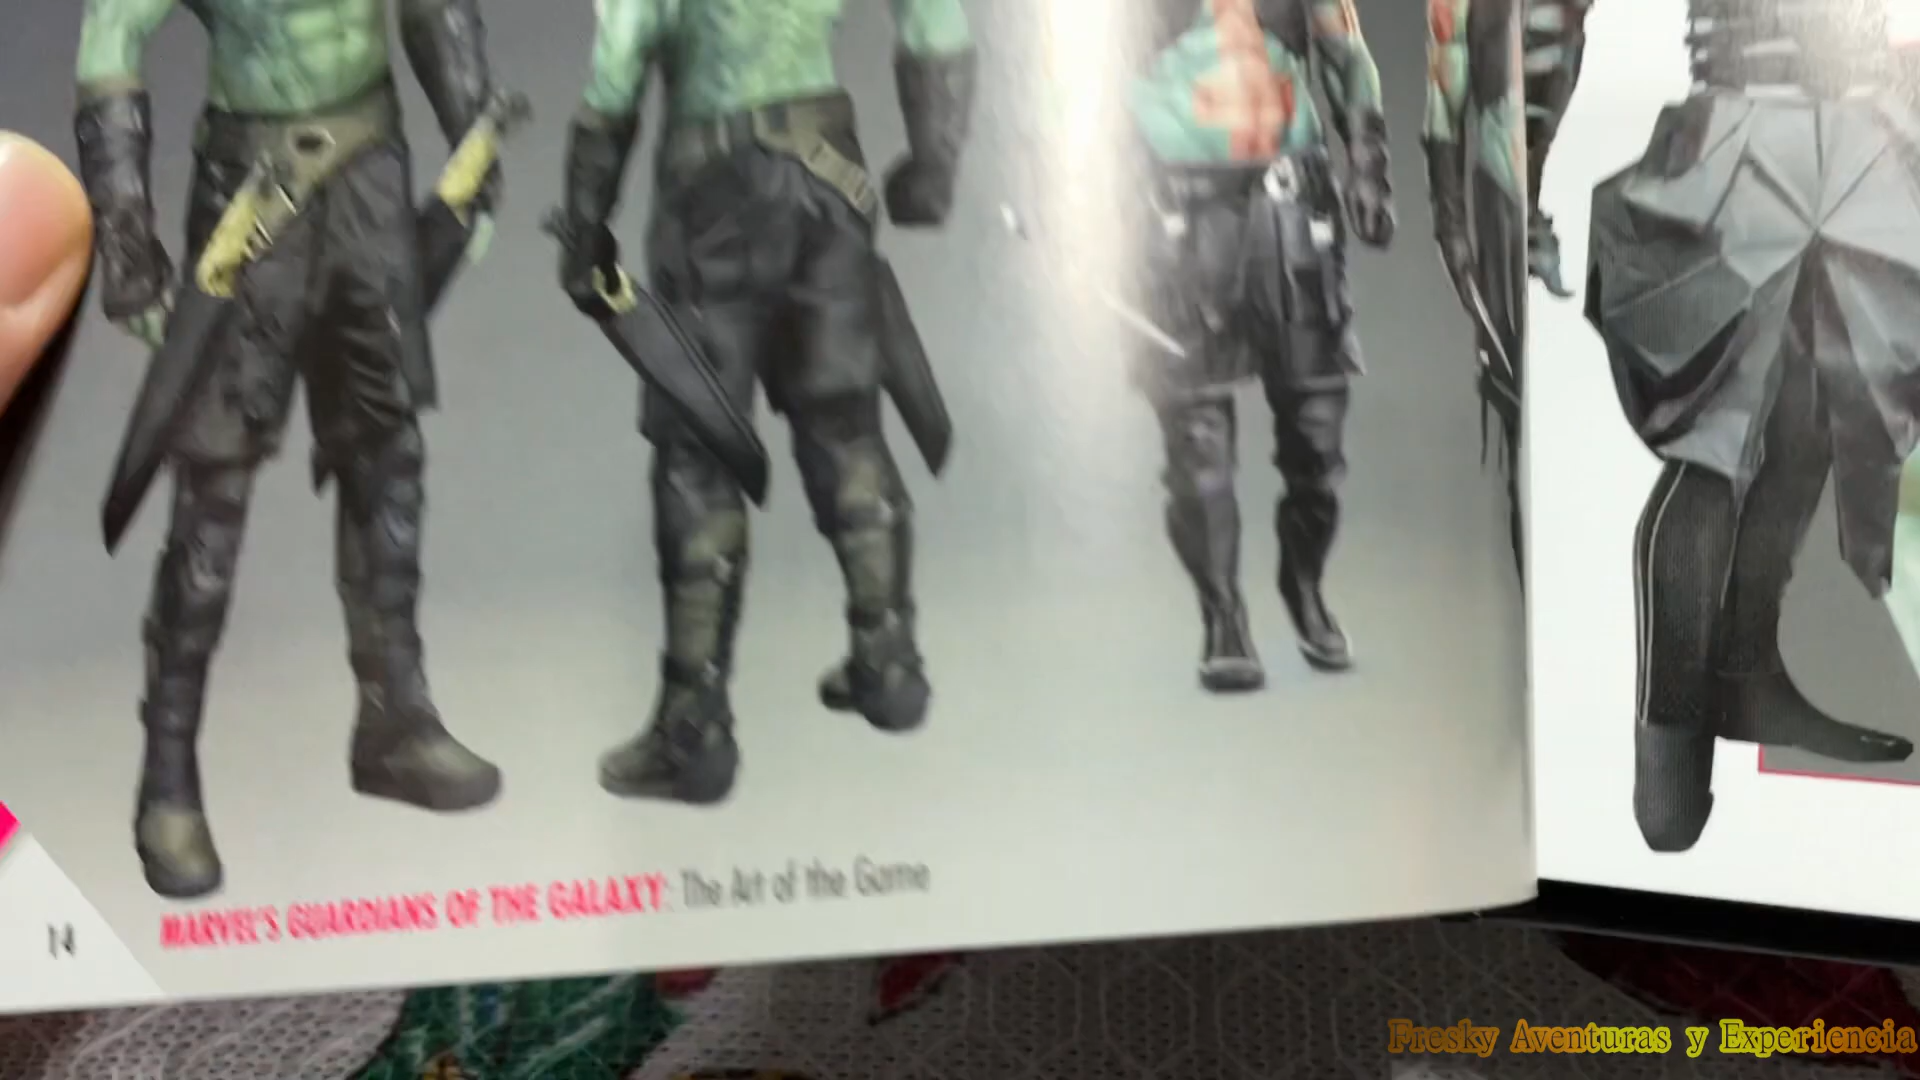 MARVEL'S GUARDIANS OF THE GALAXY: The Art of the Game
14
Fresky Aventuras y Experiencia